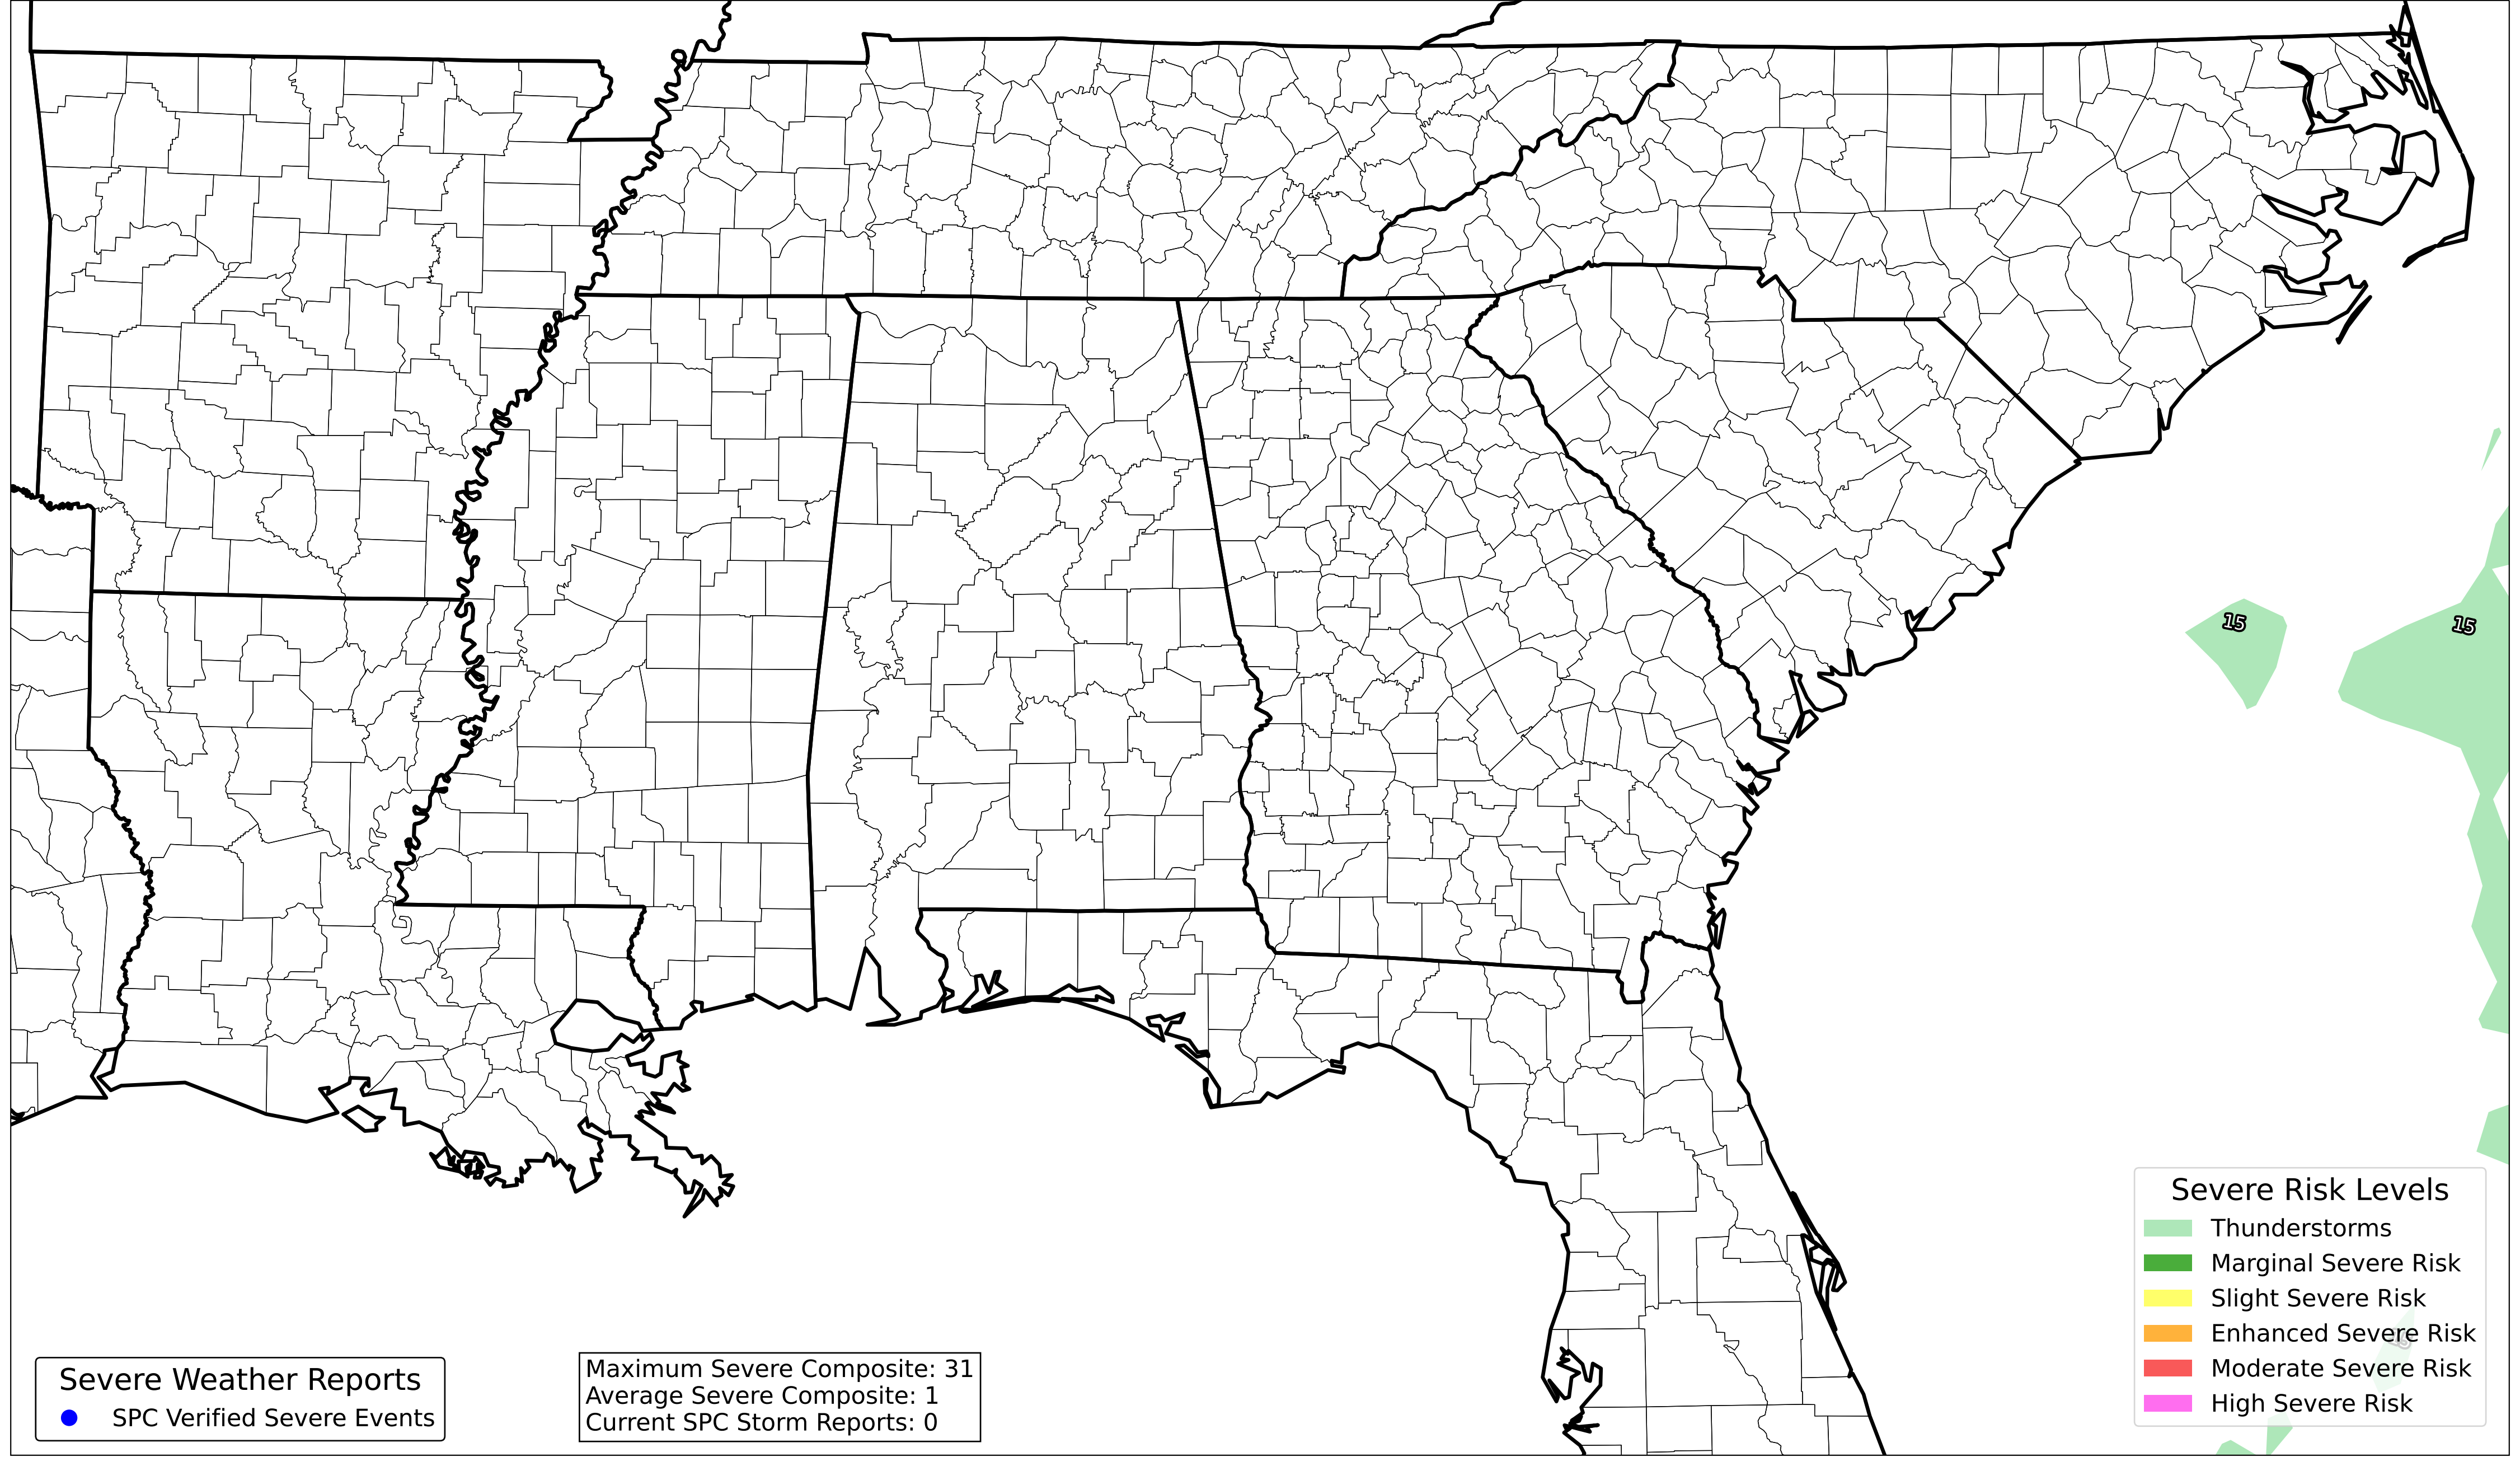 15
15
Severe Risk Levels
Thunderstorms
Marginal Severe Risk
Slight Severe Risk
Enhanced Severe Risk
Moderate Severe Risk
High Severe Risk
Severe Weather Reports
SPC Verified Severe Events
Maximum Severe Composite: 31
Average Severe Composite: 1
Current SPC Storm Reports: 0